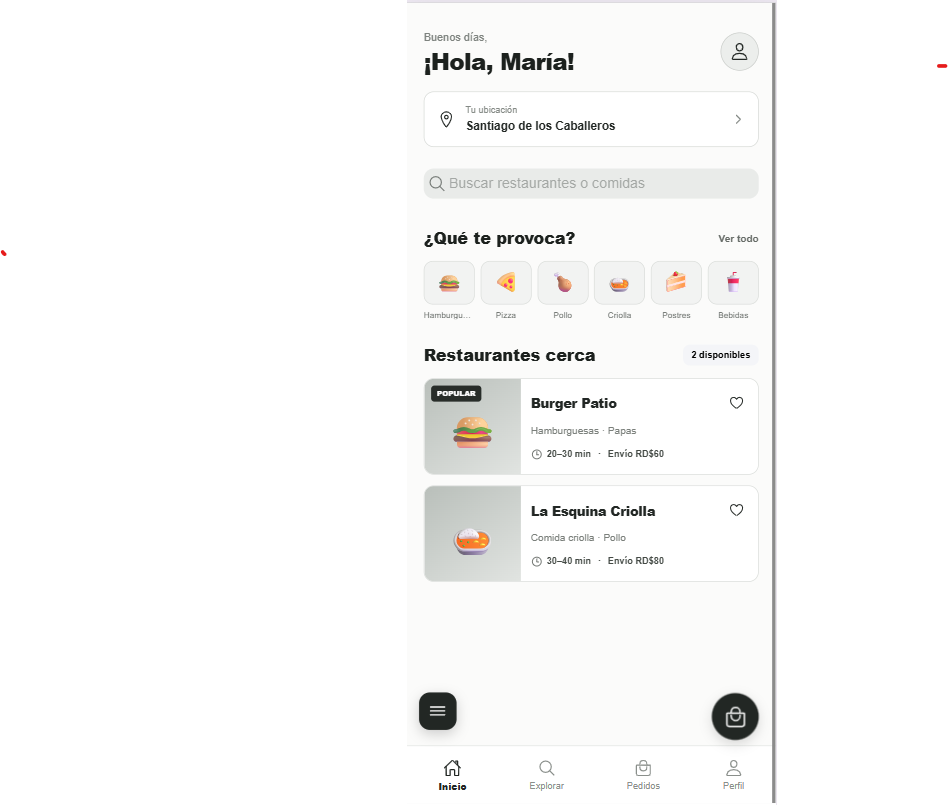 Buenos días,
¡Hola, María!
Tu ubicación
Santiago de los Caballeros
Buscar restaurantes o comidas
¿Qué te provoca?
Ver todo
Hamburgu...
Pizza
Pollo
Criolla
Postres
Bebidas
Restaurantes cerca
2 disponibles
POPULAR
Burger Patio
Hamburguesas · Papas
20–30 min · Envío RD$60
La Esquina Criolla
Comida criolla · Pollo
30–40 min · Envío RD$80
Inicio
Explorar
Pedidos
Perfil